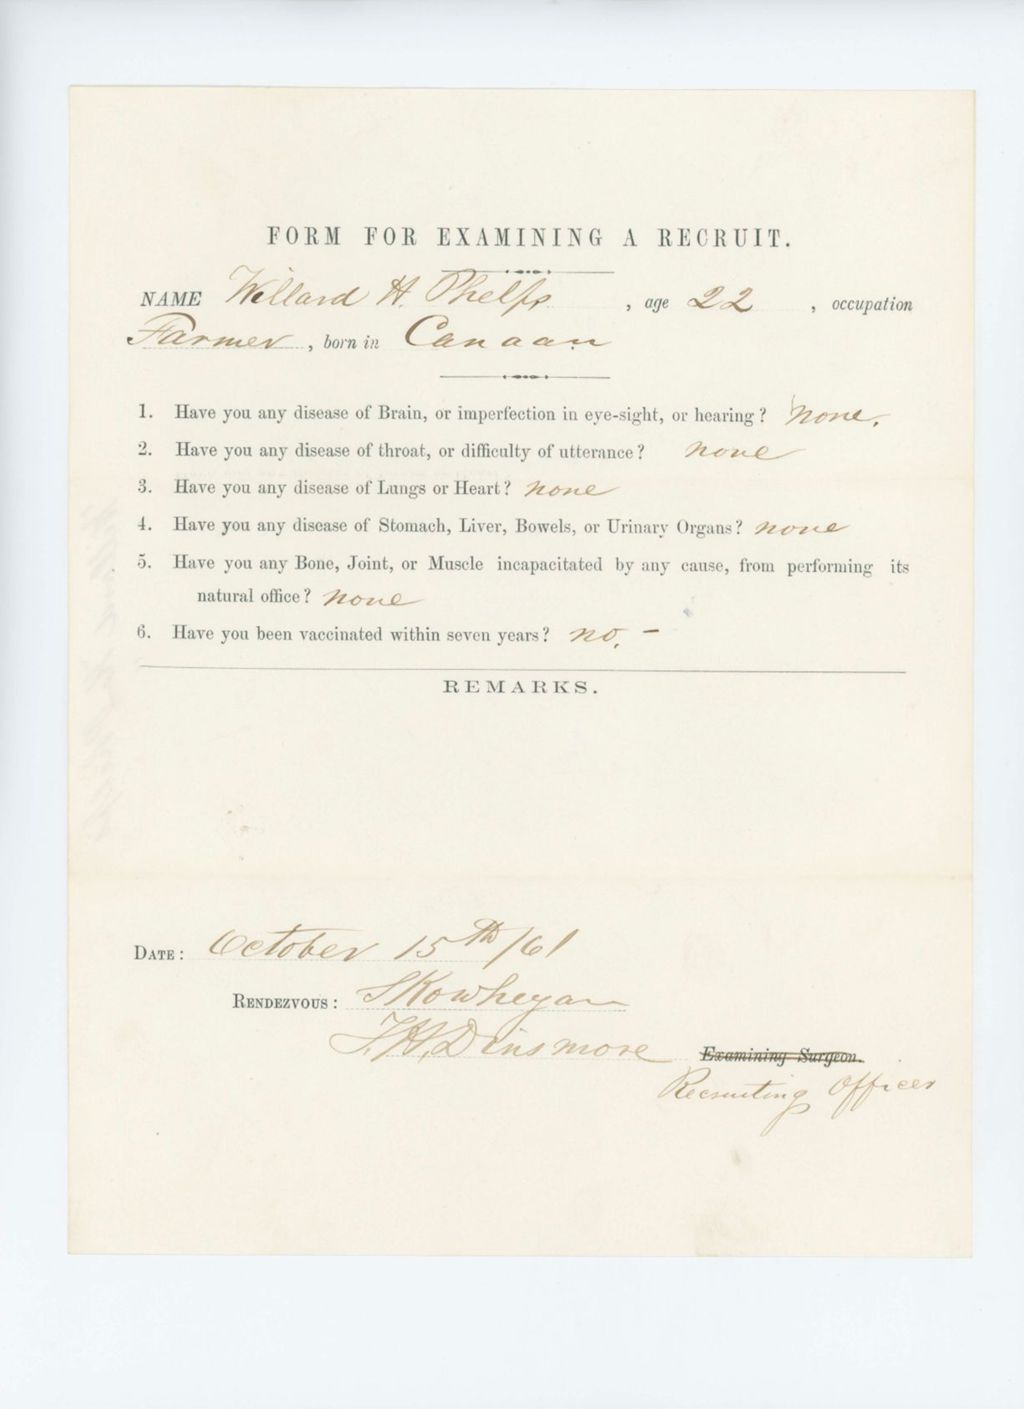 FORM FOR EXAMINING A RECRUIT.
NAME Willard H. Phelps, age 22, occupation
Farmer, born in Canaan
1. Have you any disease of Brain, or imperfection in eye-sight, or hearing? None.
2. Have you any disease of throat, or difficulty of utterance? none
3. Have you any disease of Lungs or Heart? none
4. Have you any disease of Stomach, Liver, Bowels, or Urinary Organs? none
5. Have you any Bone, Joint, or Muscle incapacitated by any cause, from performing its
natural office? none
6. Have you been vaccinated within seven years? no. -
REMARKS.
DATE: October 15th/61
RENDEZVOUS: SKowhegan
Dinsmore Examining Surgeon.
Recruiting Officer